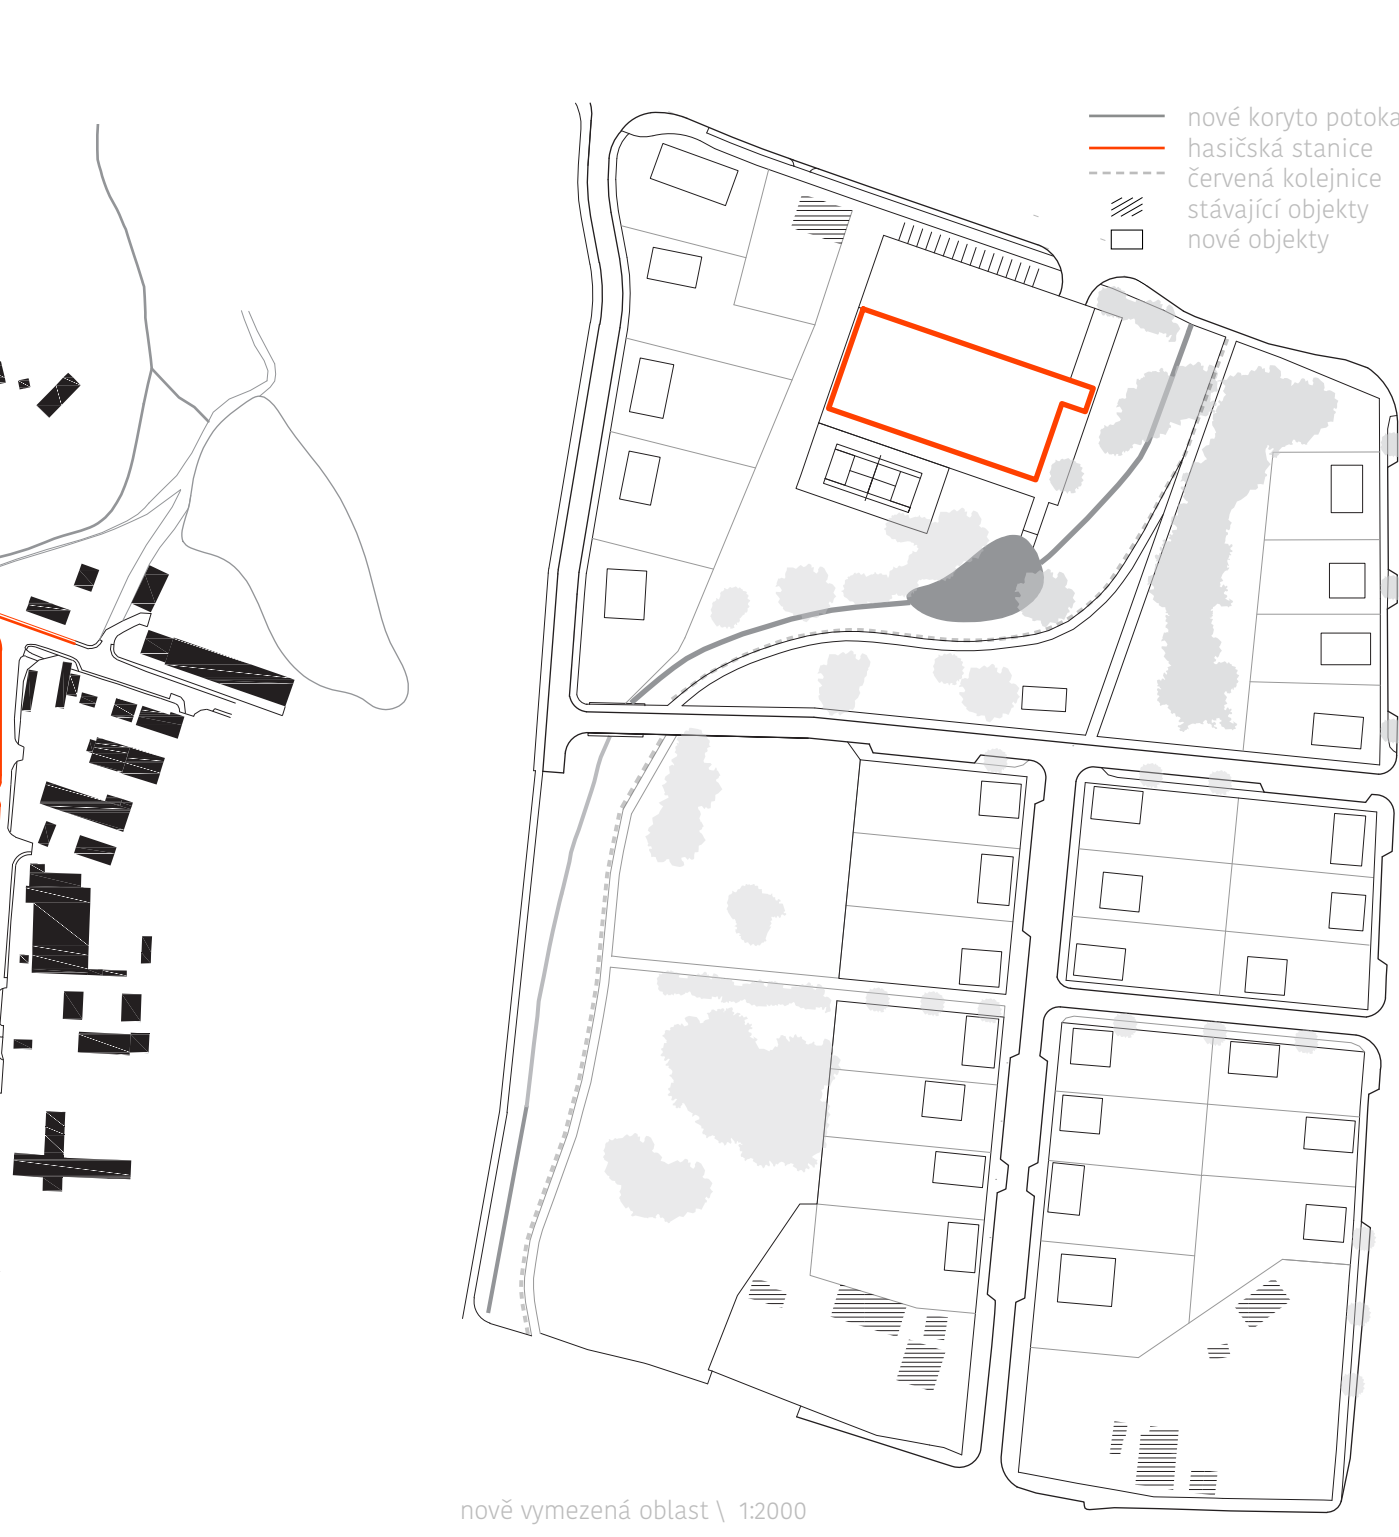 nové koryto potoka
hasičská stanice
červená kolejnice
stávající objekty
nové objekty
nově vymezená oblast \ 1:2000